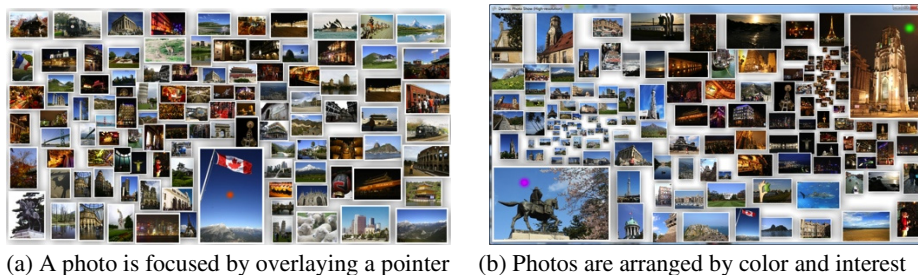 Dynamic Photo Show (High resolution)
(a) A photo is focused by overlaying a pointer
(b) Photos are arranged by color and interest